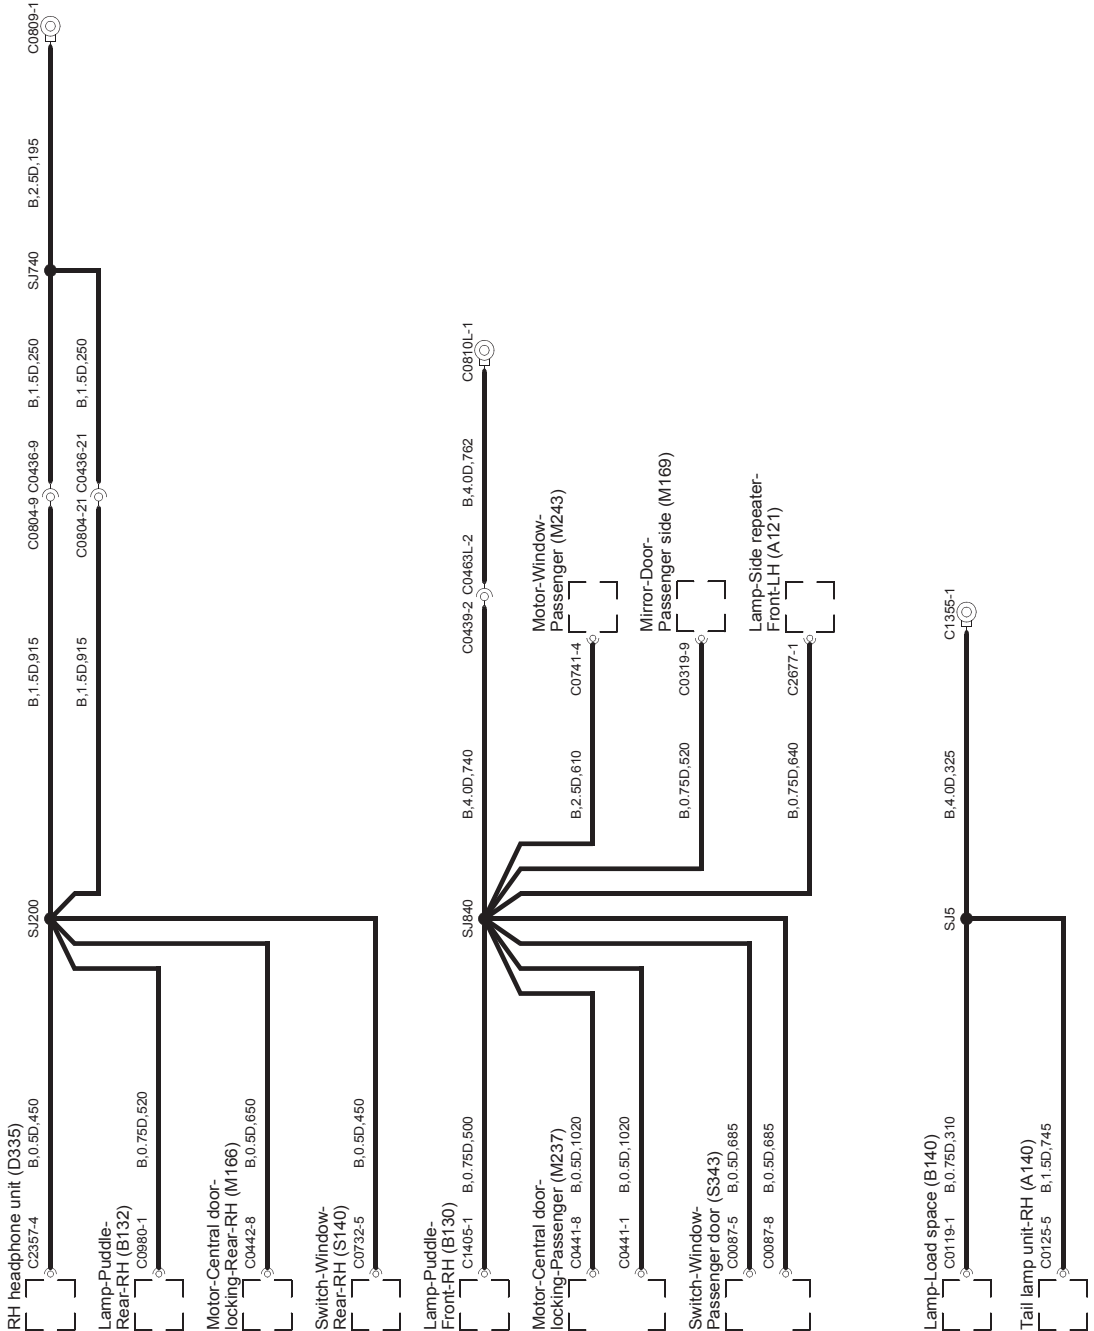 RH headphone unit (D335)
C2357-4
B,0.5D,450
SJ200
B,1.5D,915
C0804-9
C0436-9
B,1.5D,250
SJ740
B,2.5D,195
C0809-1
B,1.5D,915
C0804-21
C0436-21
B,1.5D,250
Lamp-Puddle-
Rear-RH (B132)
C0980-1
B,0.75D,520
Motor-Central door-
locking-Rear-RH (M166)
C0442-8
B,0.5D,650
Switch-Window-
Rear-RH (S140)
C0732-5
B,0.5D,450
Lamp-Puddle-
Front-RH (B130)
C1405-1
B,0.75D,500
SJ840
B,4.0D,740
C0439-2
C0463L-2
B,4.0D,762
C0810L-1
Motor-Central door-
locking-Passenger (M237)
C0441-8
B,0.5D,1020
C0441-1
B,0.5D,1020
B,2.5D,610
C0741-4
Motor-Window-
Passenger (M243)
B,0.75D,520
C0319-9
Mirror-Door-
Passenger side (M169)
Switch-Window-
Passenger door (S343)
C0087-5
B,0.5D,685
C0087-8
B,0.5D,685
B,0.75D,640
C2677-1
Lamp-Side repeater-
Front-LH (A121)
Lamp-Load space (B140)
C0119-1
B,0.75D,310
SJ5
B,4.0D,325
C1355-1
Tail lamp unit-RH (A140)
C0125-5
B,1.5D,745